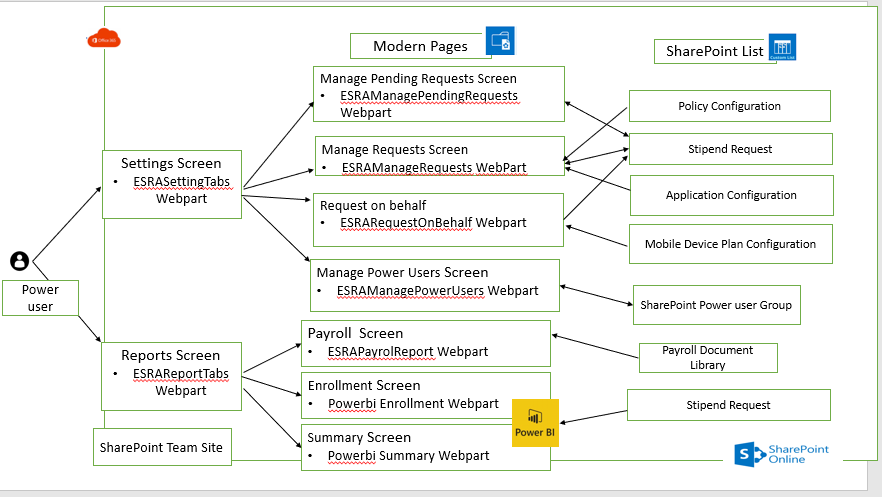 Office 365
Modern Pages
SharePoint List
Custom List
Manage Pending Requests Screen
• ESRAManagePendingRequests
Webpart
Policy Configuration
Manage Requests Screen
• ESRAManageRequests WebPart
Stipend Request
Settings Screen
• ESRASettingTabs
Webpart
Application Configuration
Request on behalf
• ESRARequestOnBehalf Webpart
Mobile Device Plan Configuration
Power
user
Manage Power Users Screen
• ESRAManagePowerUsers Webpart
SharePoint Power user Group
Payroll Screen
• ESRAPayrolReport Webpart
Payroll Document
Library
Reports Screen
• ESRAReportTabs
Webpart
Enrollment Screen
• Powerbi Enrollment Webpart
Stipend Request
Power BI
Summary Screen
• Powerbi Summary Webpart
SharePoint Team Site
S
SharePoint
Online